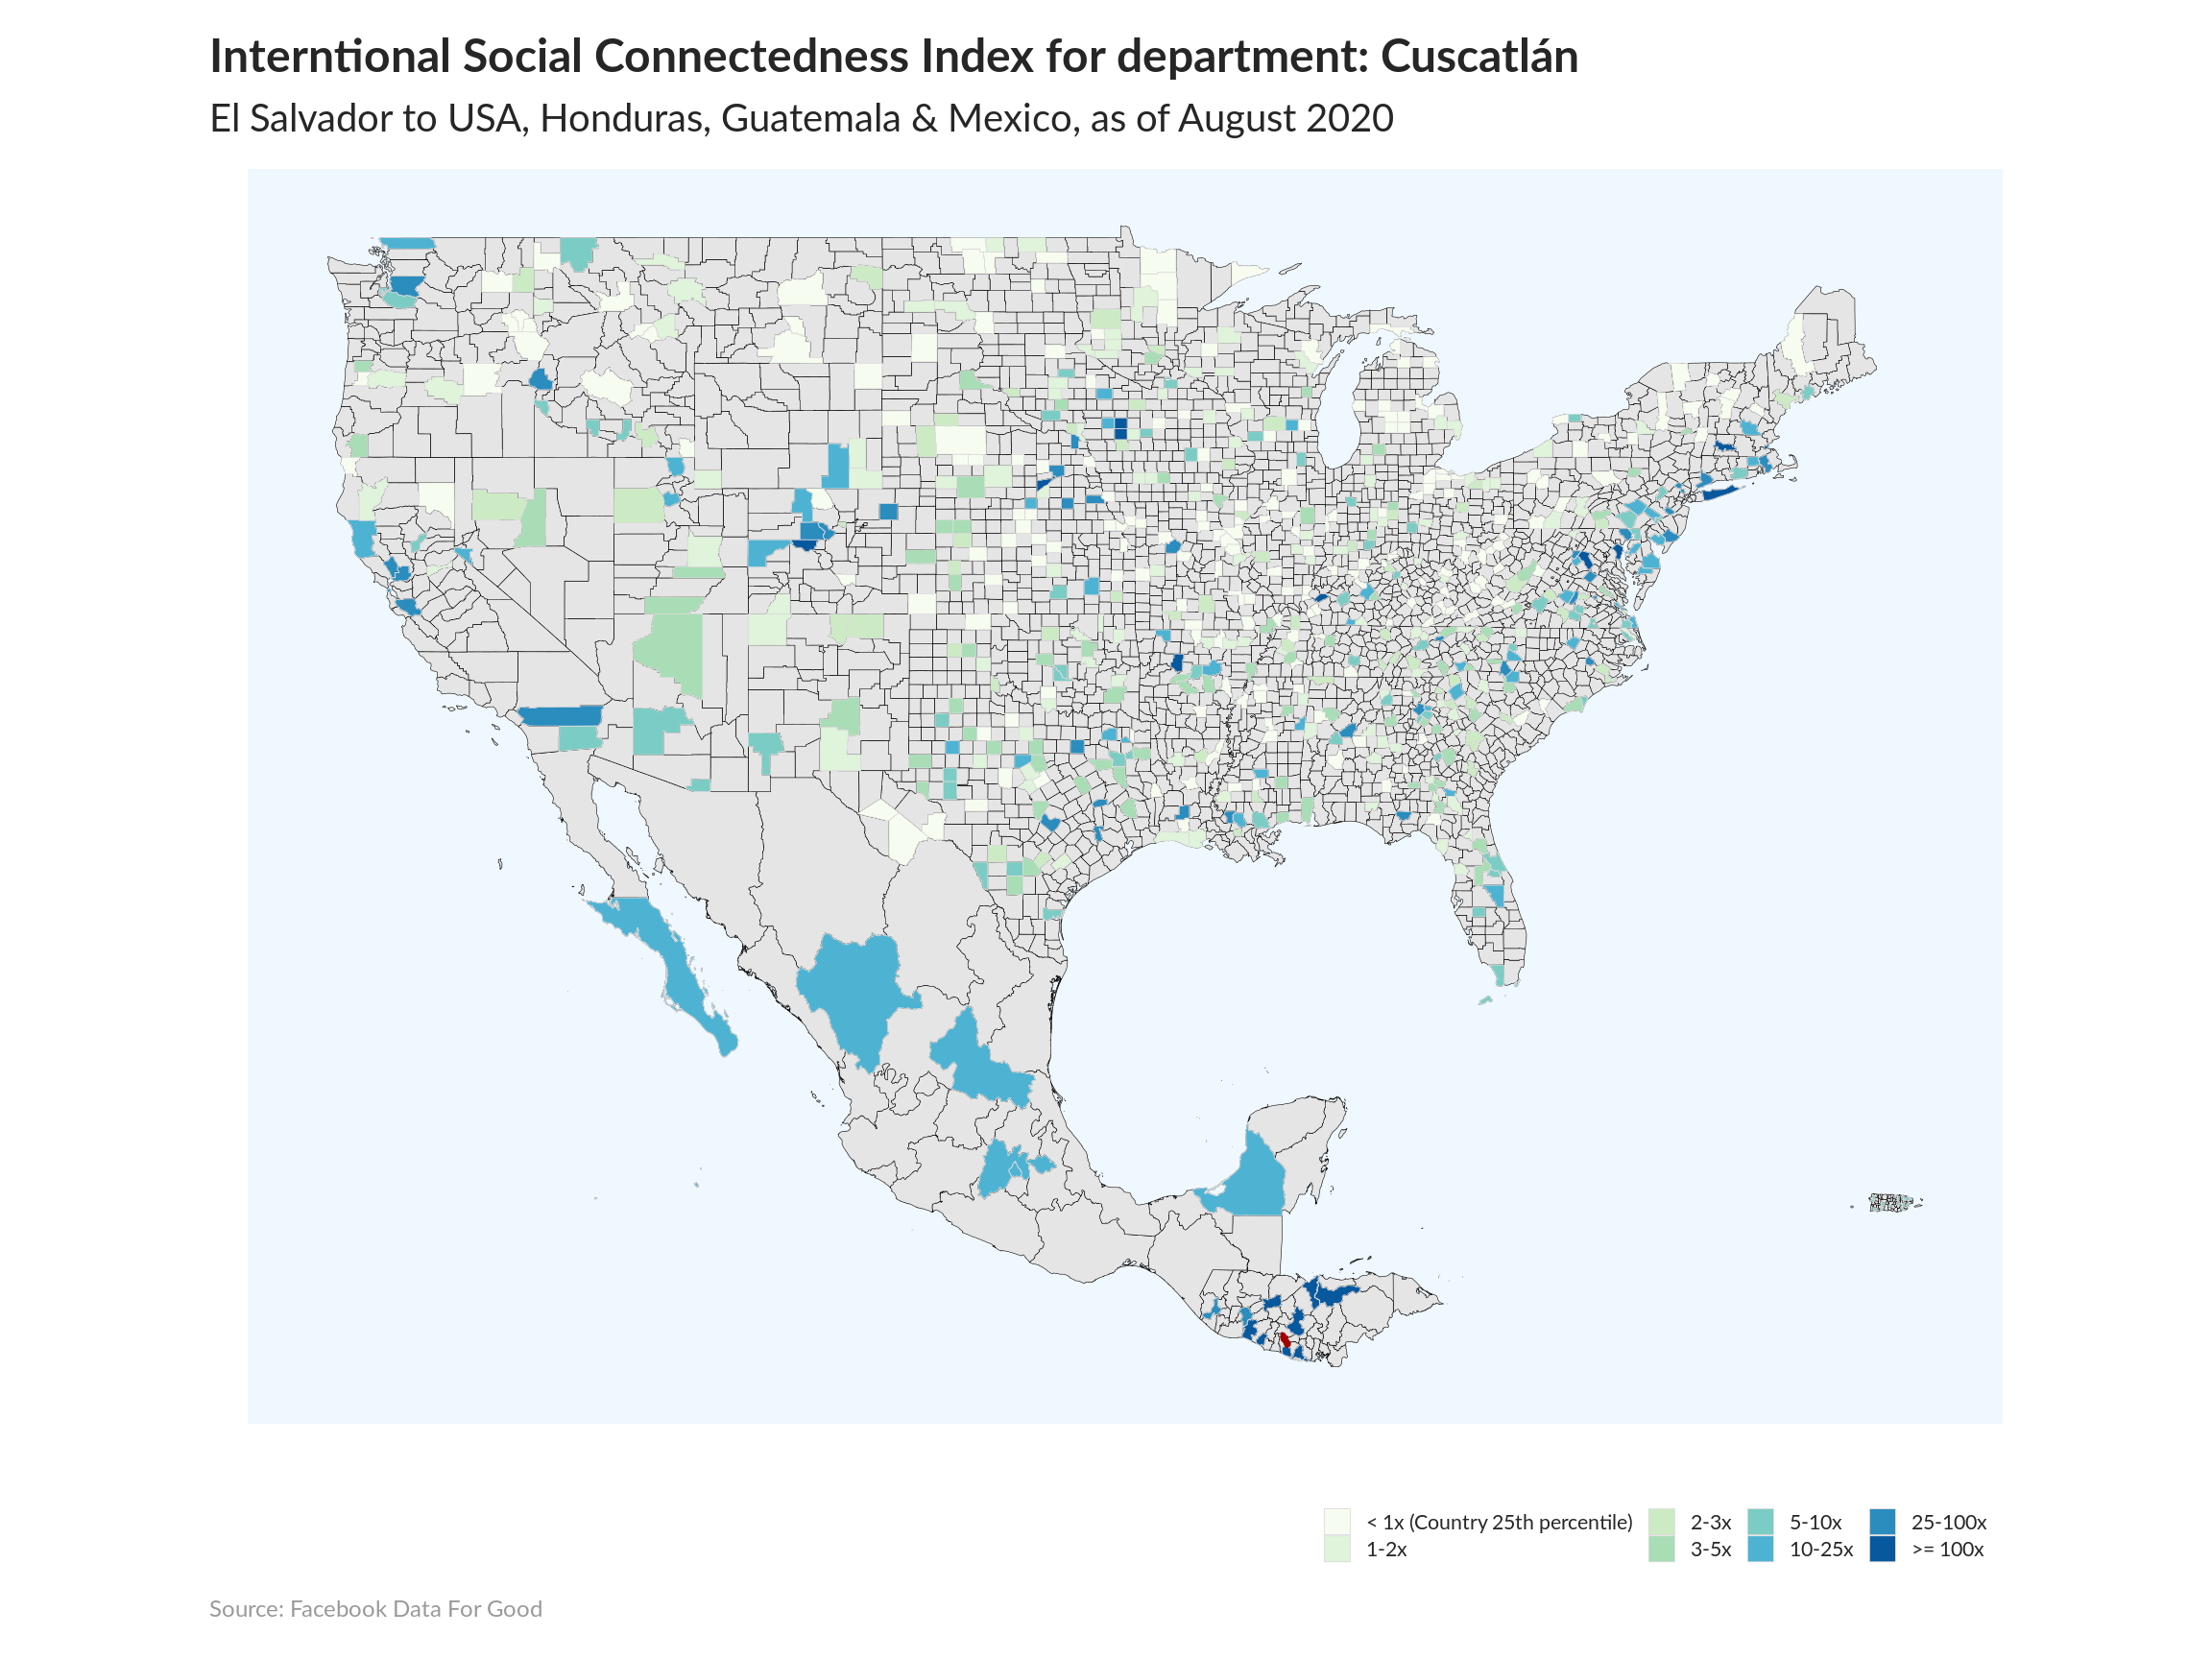 Interntional Social Connectedness Index for department: Cuscatlán
El Salvador to USA, Honduras, Guatemala & Mexico, as of August 2020
< 1x (Country 25th percentile)
1-2x
2-3x
3-5x
5-10x
10-25x
25-100x
>= 100x
Source: Facebook Data For Good